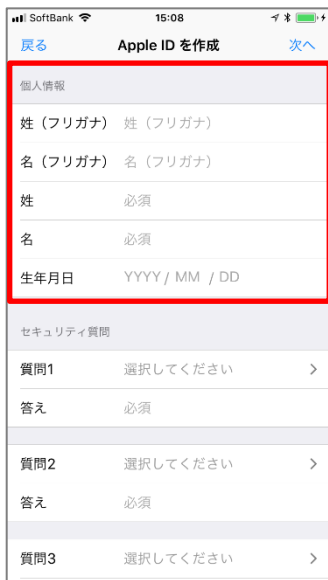 SoftBank 15:08
戻る Apple ID を作成 次へ
個人情報
姓（フリガナ） 姓（フリガナ）
名（フリガナ） 名（フリガナ）
姓 必須
名 必須
生年月日 YYYY / MM / DD
セキュリティ質問
質問1 選択してください
答え 必須
質問2 選択してください
答え 必須
質問3 選択してください